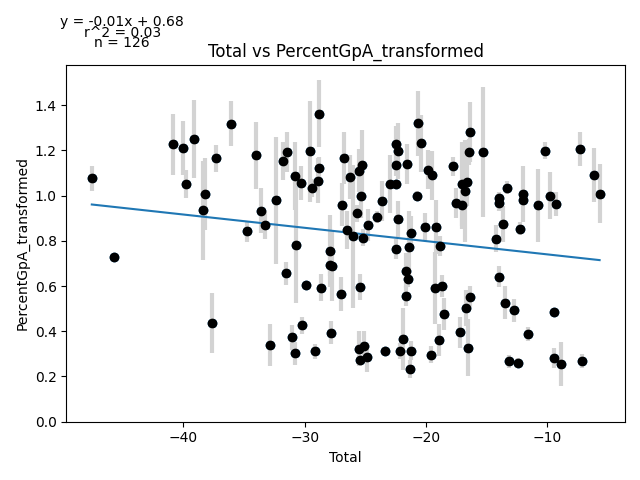 y = -0.01x + 0.68
r^2 = 0.03
n = 126
Total vs PercentGpA_transformed
PercentGpA_transformed
1.4
1.2
1.0
0.8
0.6
0.4
0.2
0.0
−40
−30
−20
−10
Total